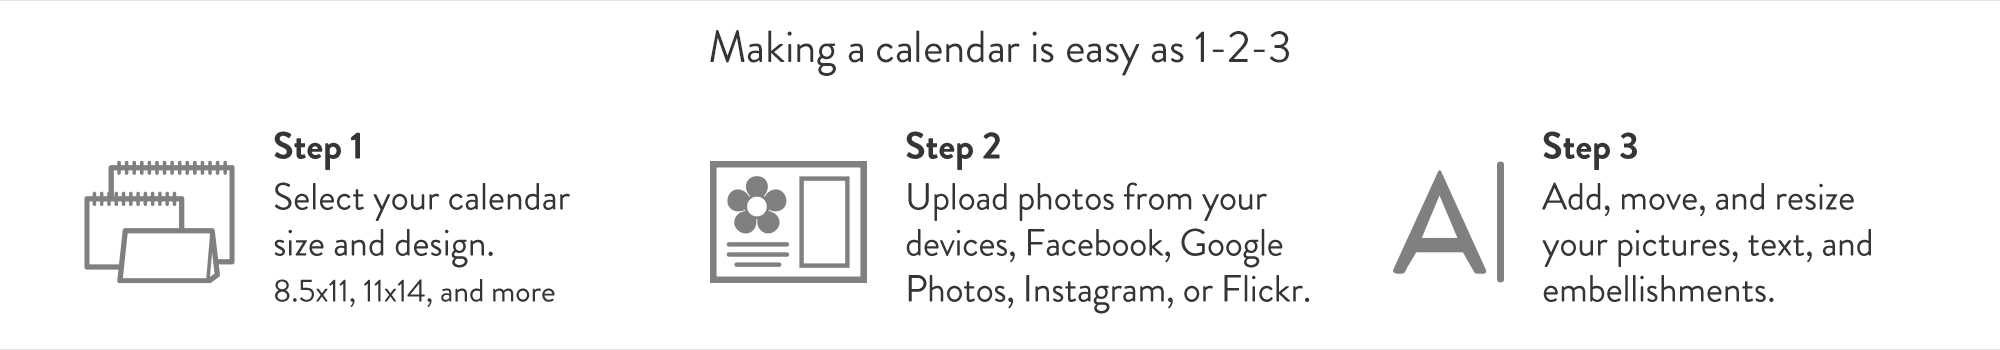 Making a calendar is easy as 1-2-3
Step 1
Select your calendar
size and design.
8.5x11, 11x14, and more
Step 2
Upload photos from your
devices, Facebook, Google
Photos, Instagram, or Flickr.
A
Step 3
Add, move, and resize
your pictures, text, and
embellishments.